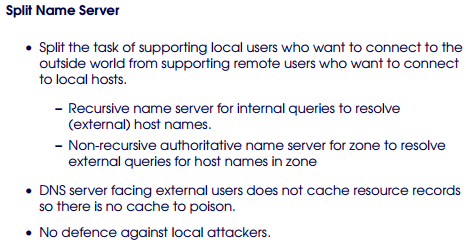 Split Name Server
• Split the task of supporting local users who want to connect to the
outside world from supporting remote users who want to connect
to local hosts.
– Recursive name server for internal queries to resolve
(external) host names.
– Non-recursive authoritative name server for zone to resolve
external queries for host names in zone
• DNS server facing external users does not cache resource records
so there is no cache to poison.
• No defence against local attackers.